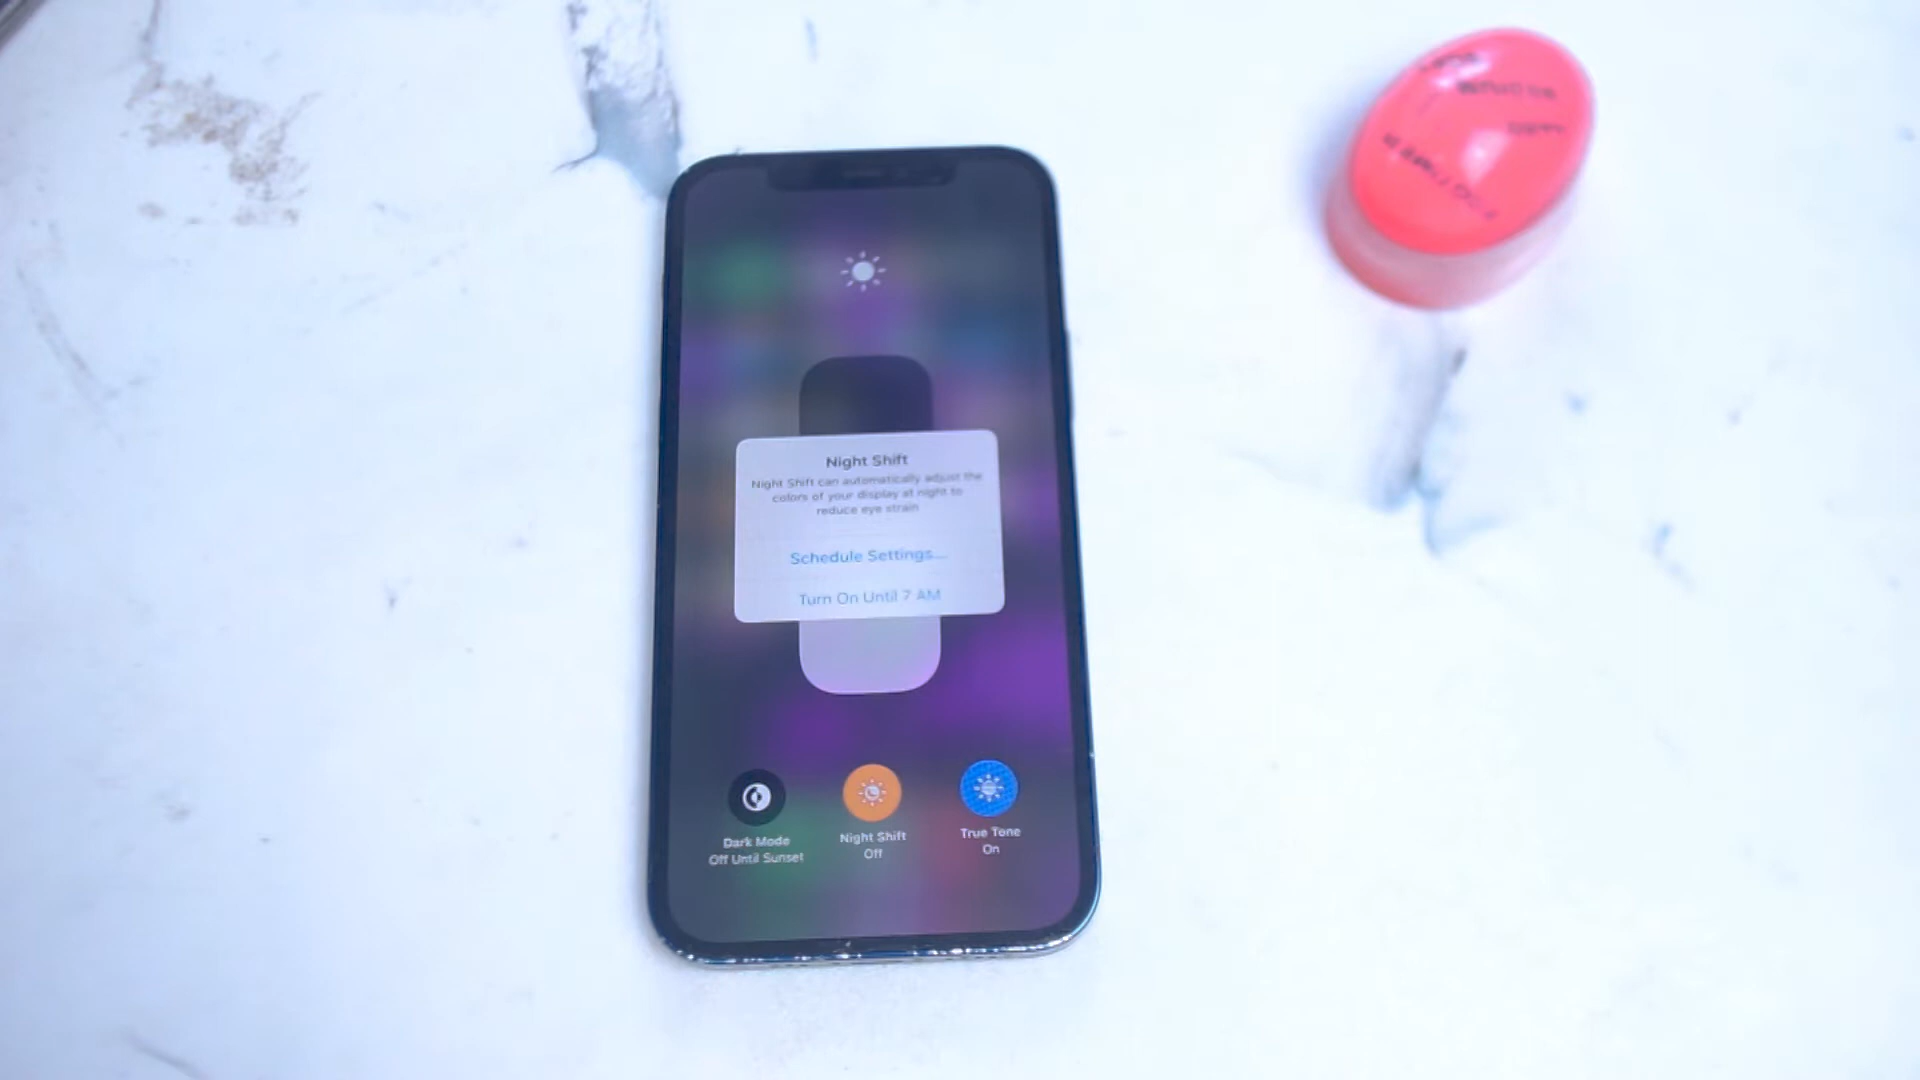 Night Shift
Night Shift can automatically adjust the
colors of your display at night to
reduce eye strain
Schedule Settings...
Turn On Until 7 AM
Dark Mode
Off Until Sunset
Night Shift
Off
True Tone
On